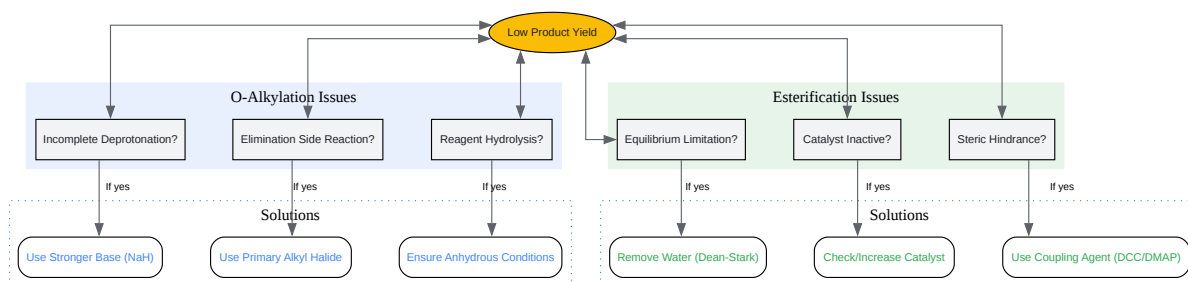 Low Product Yield
O-Alkylation Issues
Esterification Issues
Incomplete Deprotonation?
Elimination Side Reaction?
Reagent Hydrolysis?
Equilibrium Limitation?
Catalyst Inactive?
Steric Hindrance?
If yes
If yes
If yes
If yes
If yes
If yes
Solutions
Solutions
Use Stronger Base (NaH)
Use Primary Alkyl Halide
Ensure Anhydrous Conditions
Remove Water (Dean-Stark)
Check/Increase Catalyst
Use Coupling Agent (DCC/DMAP)